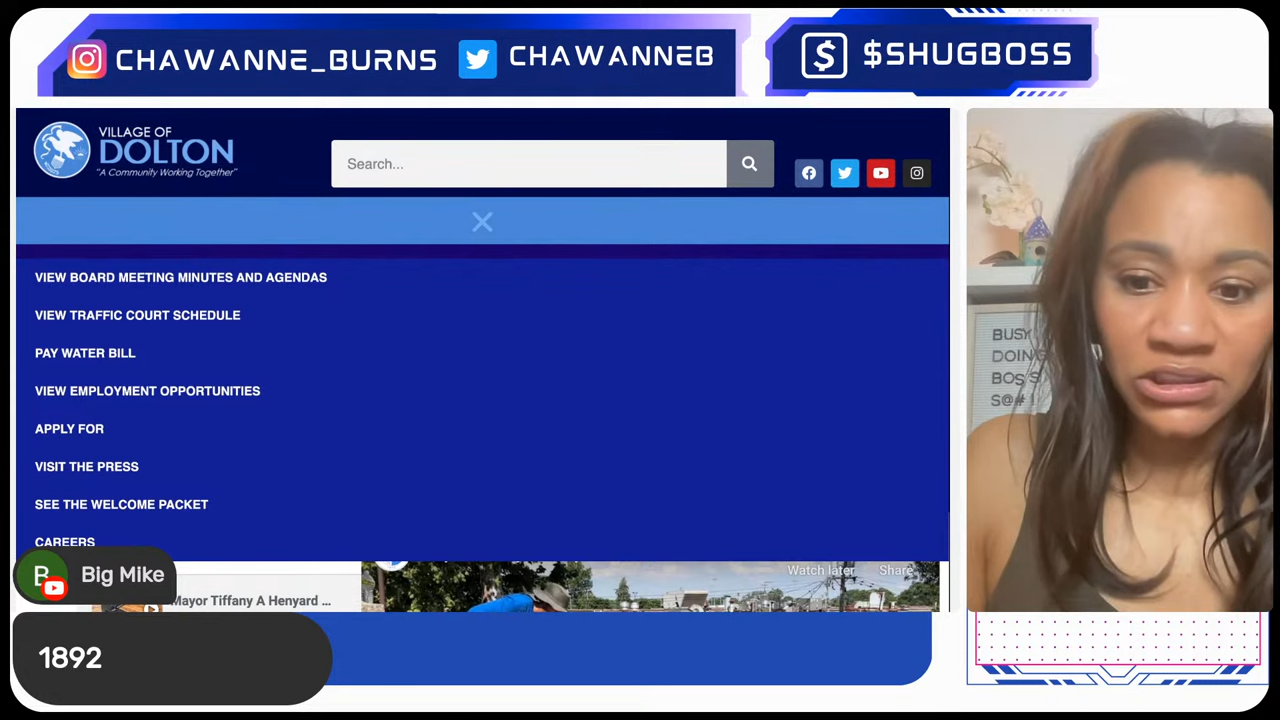 CHAWANNE_BURNS
CHAWANNEB
$SHUGBOSS
VILLAGE OF
DOLTON
"A Community Working Together"
Search...
VIEW BOARD MEETING MINUTES AND AGENDAS
VIEW TRAFFIC COURT SCHEDULE
PAY WATER BILL
VIEW EMPLOYMENT OPPORTUNITIES
APPLY FOR
VISIT THE PRESS
SEE THE WELCOME PACKET
CAREERS
Watch later
Share
Mayor Tiffany A Henyard ...
B
Big Mike
1892
BUSY
DOING
BOSS
S@#